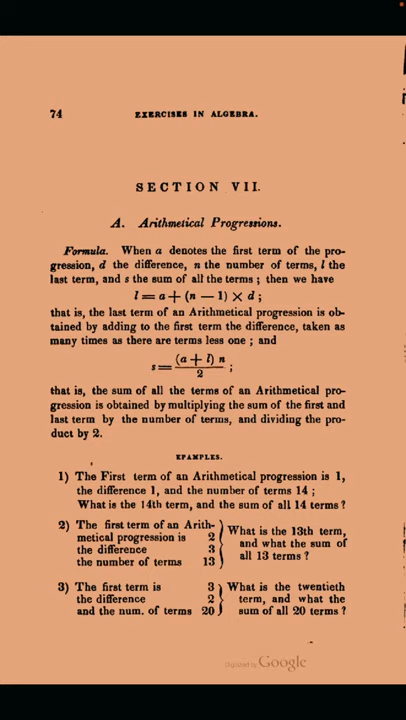 74 EXERCISES IN ALGEBRA.
SECTION VII.
A. Arithmetical Progressions.
Formula. When a denotes the first term of the pro-
gression, d the difference, n the number of terms, l the
last term, and s the sum of all the terms ; then we have
l = a + (n — 1) × d ;
that is, the last term of an Arithmetical progression is ob-
tained by adding to the first term the difference, taken as
many times as there are terms less one ; and
s = (a + l) n / 2 ;
that is, the sum of all the terms of an Arithmetical pro-
gression is obtained by multiplying the sum of the first and
last term by the number of terms, and dividing the pro-
duct by 2.
EPAMPLES.
1) The First term of an Arithmetical progression is 1,
the difference 1, and the number of terms 14 ;
What is the 14th term, and the sum of all 14 terms ?
2) The first term of an Arith-
metical progression is 2
the difference 3
the number of terms 13
What is the 13th term,
and what the sum of
all 13 terms ?
3) The first term is 3
the difference 2
and the num. of terms 20
What is the twentieth
term, and what the
sum of all 20 terms ?
Digitized by Google